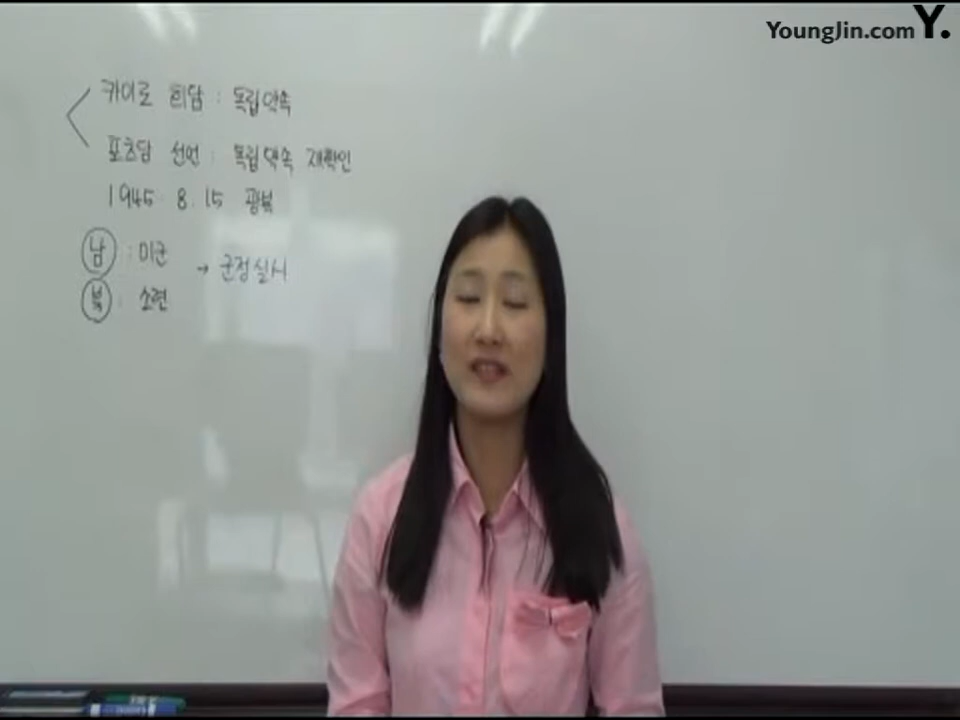 YoungJin.com Y.
카이로 회담 : 독립약속
포츠담 선언 : 독립약속 재확인
1945. 8. 15 광복
남 : 미군
→ 군정실시
북 : 소련